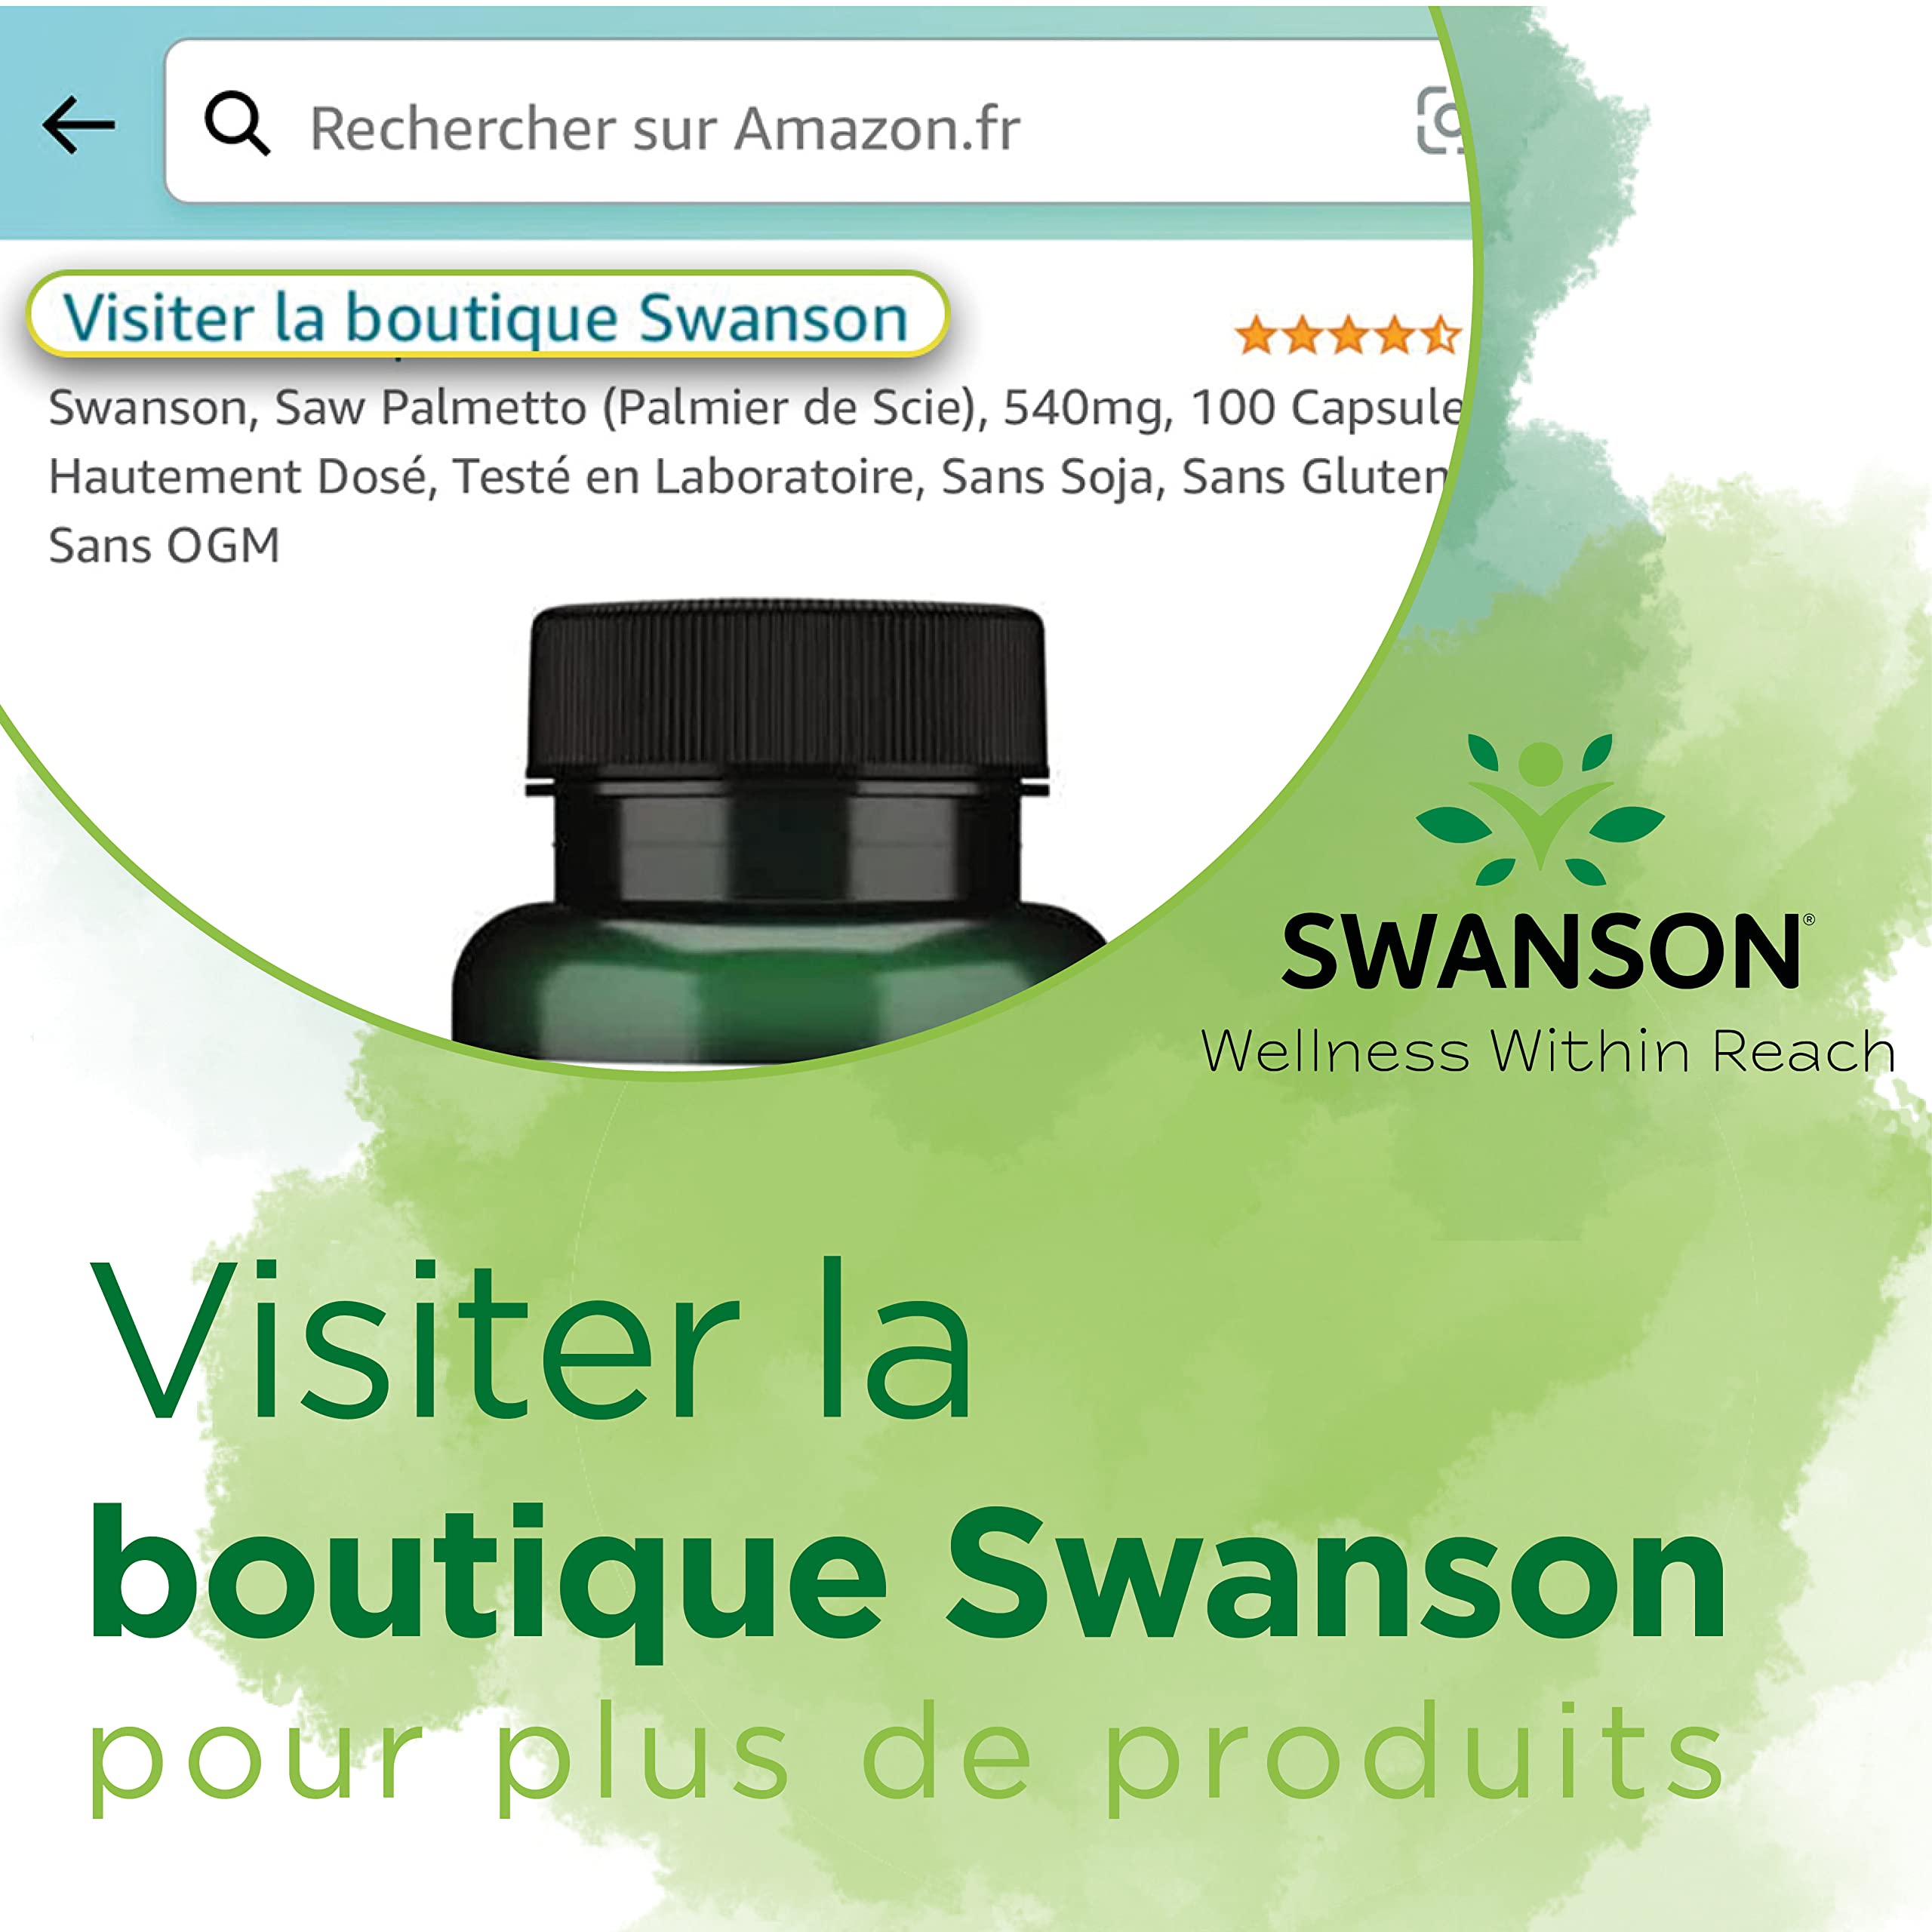 Rechercher sur Amazon.fr
Visiter la boutique Swanson
Swanson, Saw Palmetto (Palmier de Scie), 540mg, 100 Capsule
Hautement Dosé, Testé en Laboratoire, Sans Soja, Sans Gluten
Sans OGM
SWANSON®
Wellness Within Reach
Visiter la
boutique Swanson
pour plus de produits